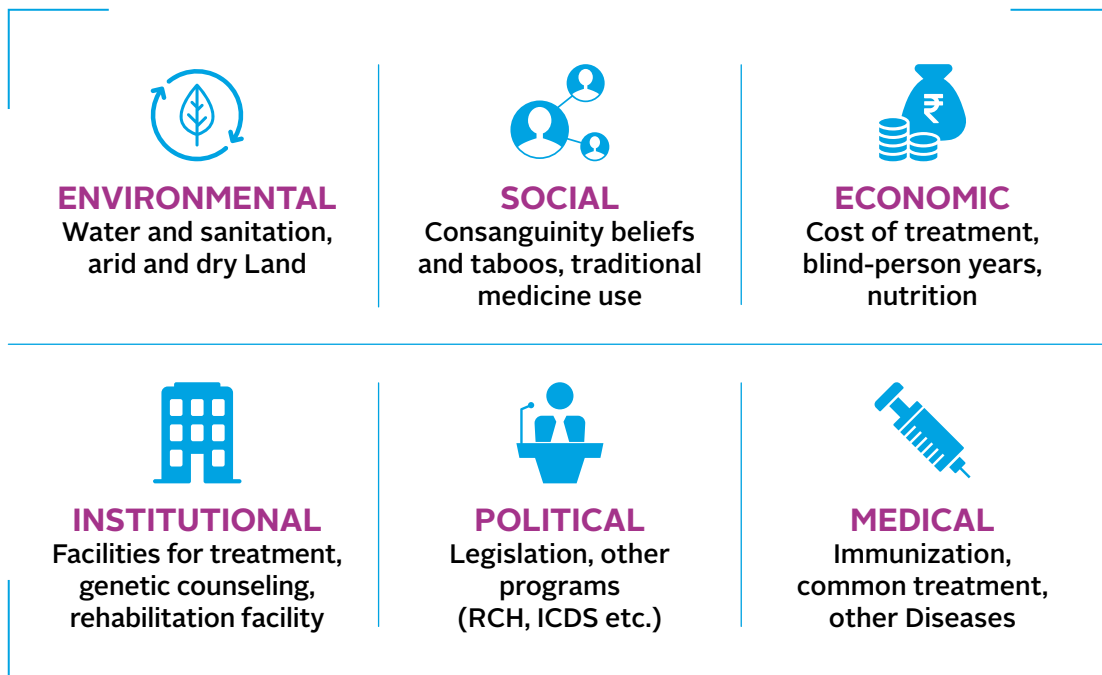 ₹
ENVIRONMENTAL
Water and sanitation,
arid and dry Land
SOCIAL
Consanguinity beliefs
and taboos, traditional
medicine use
ECONOMIC
Cost of treatment,
blind-person years,
nutrition
INSTITUTIONAL
Facilities for treatment,
genetic counseling,
rehabilitation facility
POLITICAL
Legislation, other
programs
(RCH, ICDS etc.)
MEDICAL
Immunization,
common treatment,
other Diseases